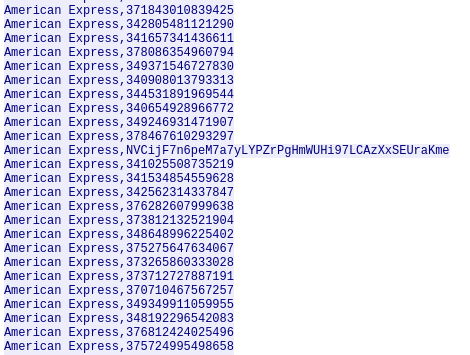 American Express,371843010839425
American Express,342805481121290
American Express,341657341436611
American Express,378086354960794
American Express,349371546727830
American Express,340908013793313
American Express,344531891969544
American Express,340654928966772
American Express,349246931471907
American Express,378467610293297
American Express,NVCijF7n6peM7a7yLYPZrPgHmWUHi97LCAzXxSEUraKme
American Express,341025508735219
American Express,341534854559628
American Express,342562314337847
American Express,376282607999638
American Express,373812132521904
American Express,348648996225402
American Express,375275647634067
American Express,373265860333028
American Express,373712727887191
American Express,370710467567257
American Express,349349911059955
American Express,348192296542083
American Express,376812424025496
American Express,375724995498658